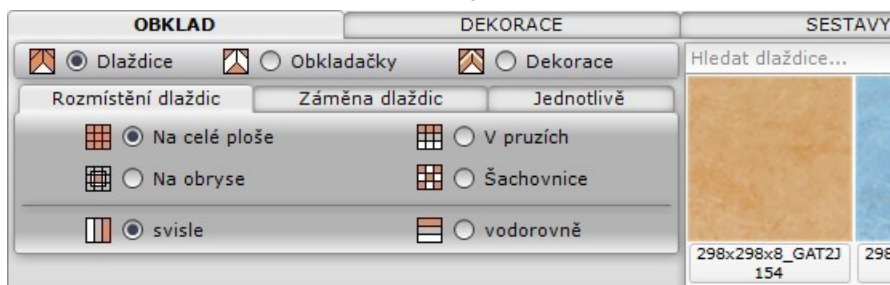 OBKLAD DEKORACE SESTAVY
Dlaždice Obkladačky Dekorace
Hledat dlaždice...
Rozmístění dlaždic Záměna dlaždic Jednotlivě
Na celé ploše V pruzích
Na obryse Šachovnice
svisle vodorovně
298x298x8_GAT2J 298
154